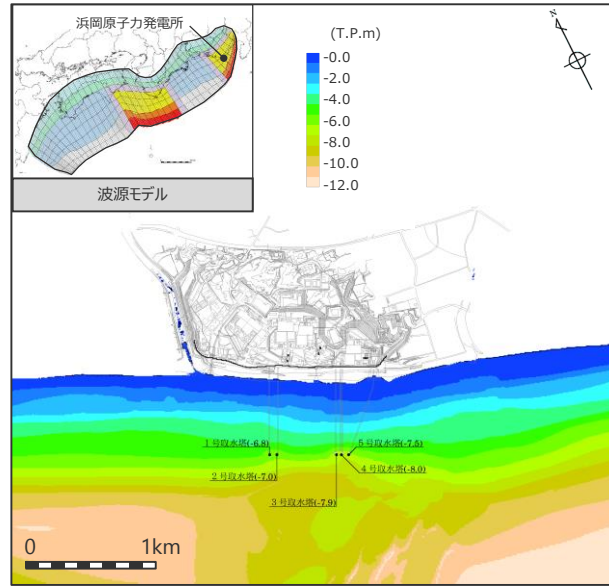 浜岡原子力発電所
波源モデル
(T.P.m)
-0.0
-2.0
-4.0
-6.0
-8.0
-10.0
-12.0
N
1号取水塔(-6.8)
5号取水塔(-7.5)
2号取水塔(-7.0)
4号取水塔(-8.0)
3号取水塔(-7.9)
0 1km